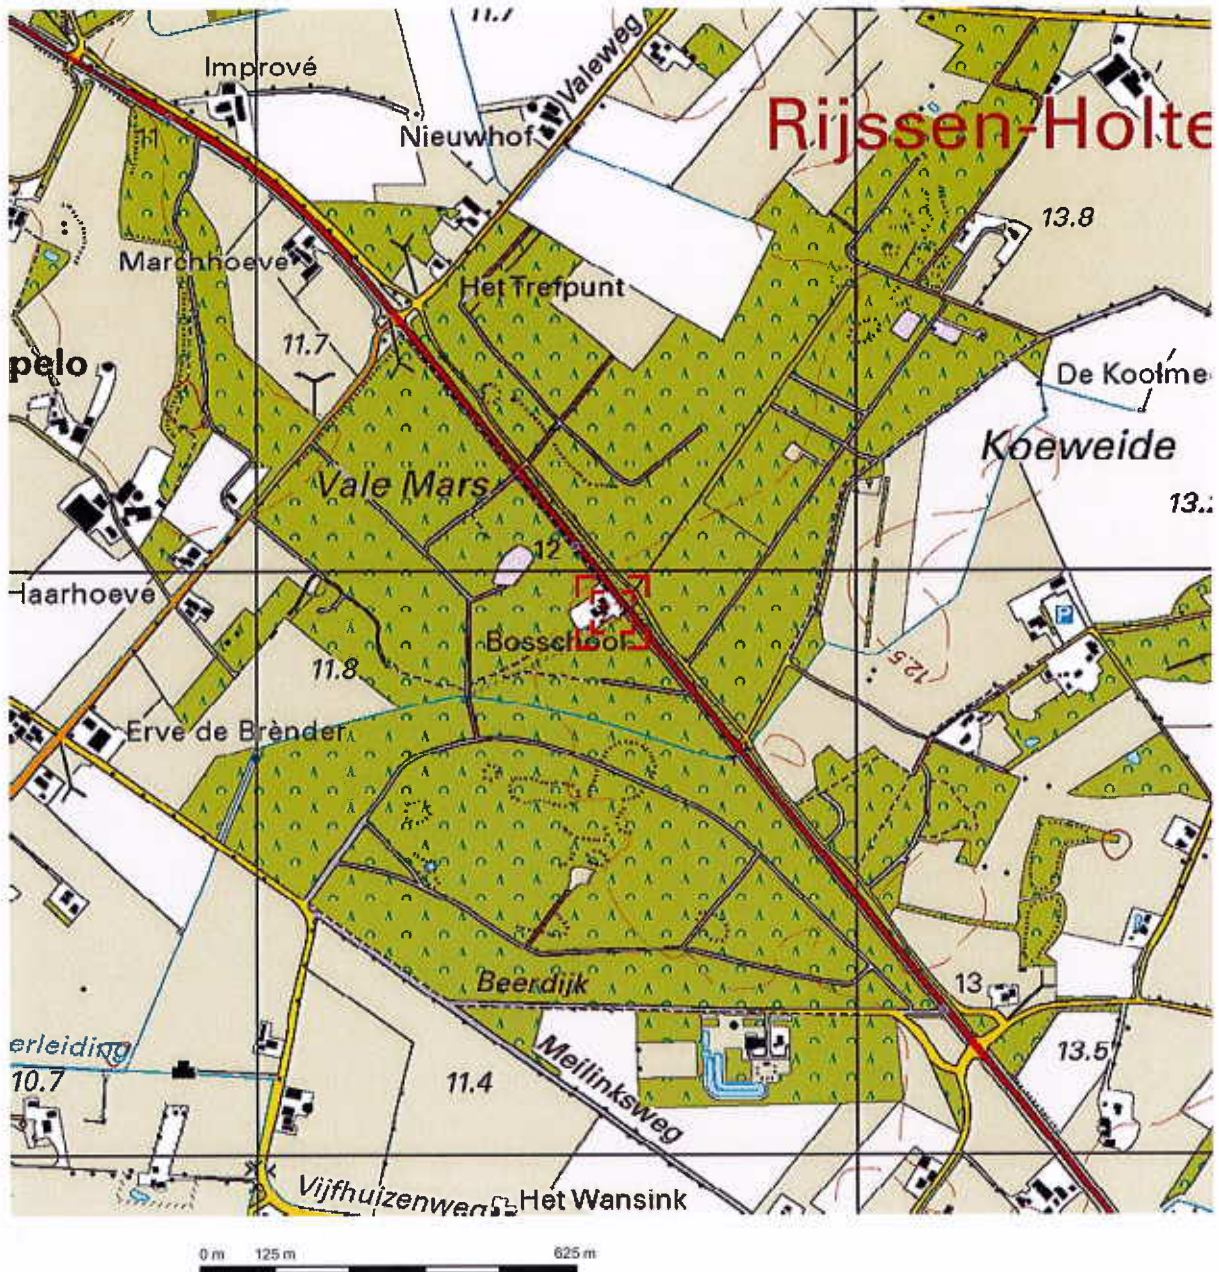 11.7
Valeweg
Imprové
Nieuwhof
Rijssen-Holte
11
13.8
Marchhoeve
Het Trefpunt
11.7
pelo
De Koolme
Koeweide
Vale Mars
13.
12
P
Haarhoeve
Bosschoof
11.8
12.5
Erve de Brènder
Beerdijk
13
erleiding
Meilinksweg
13.5
10.7
11.4
Vijfhuizenweg
Het Wansink
0 m 125 m 625 m